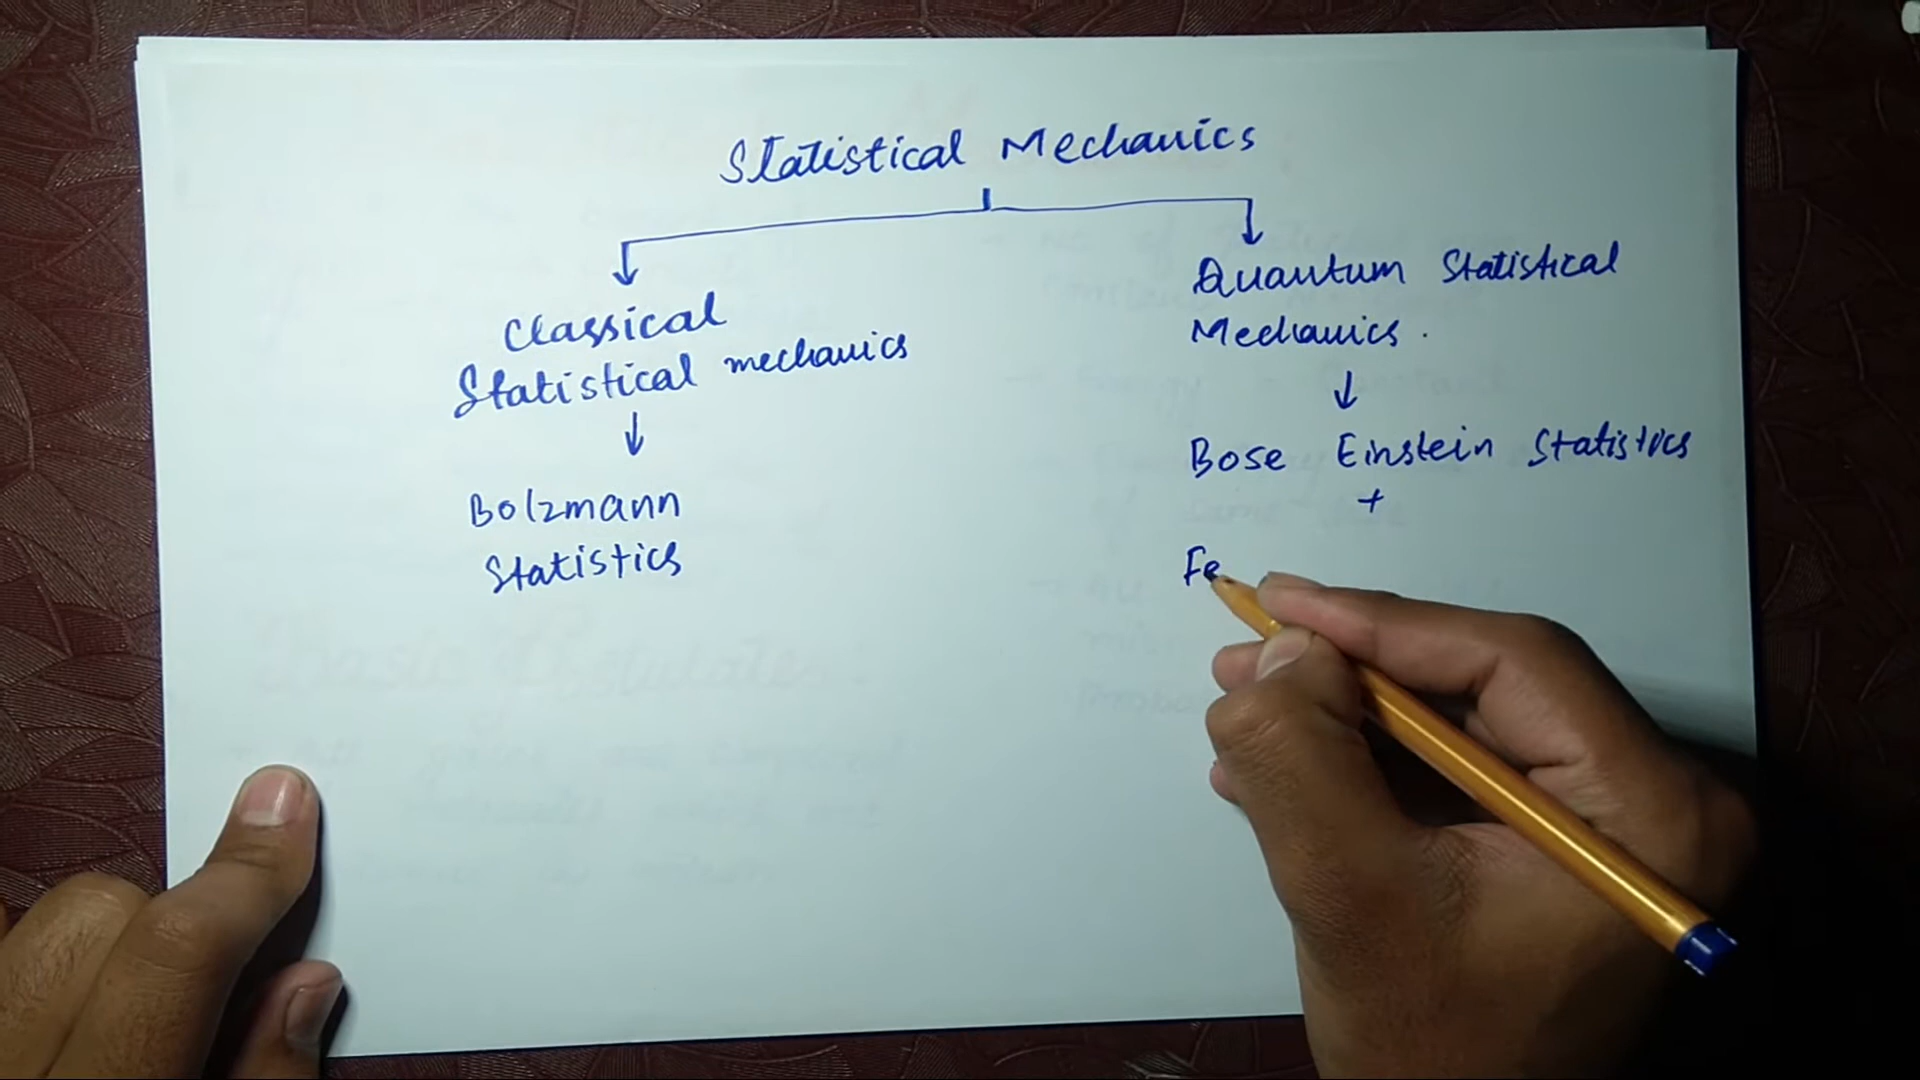 Statistical Mechanics
Classical
Statistical mechanics
Bolzmann
Statistics
Quantum Statistical
Mechanics.
Bose Einstein Statistics
+
Fe